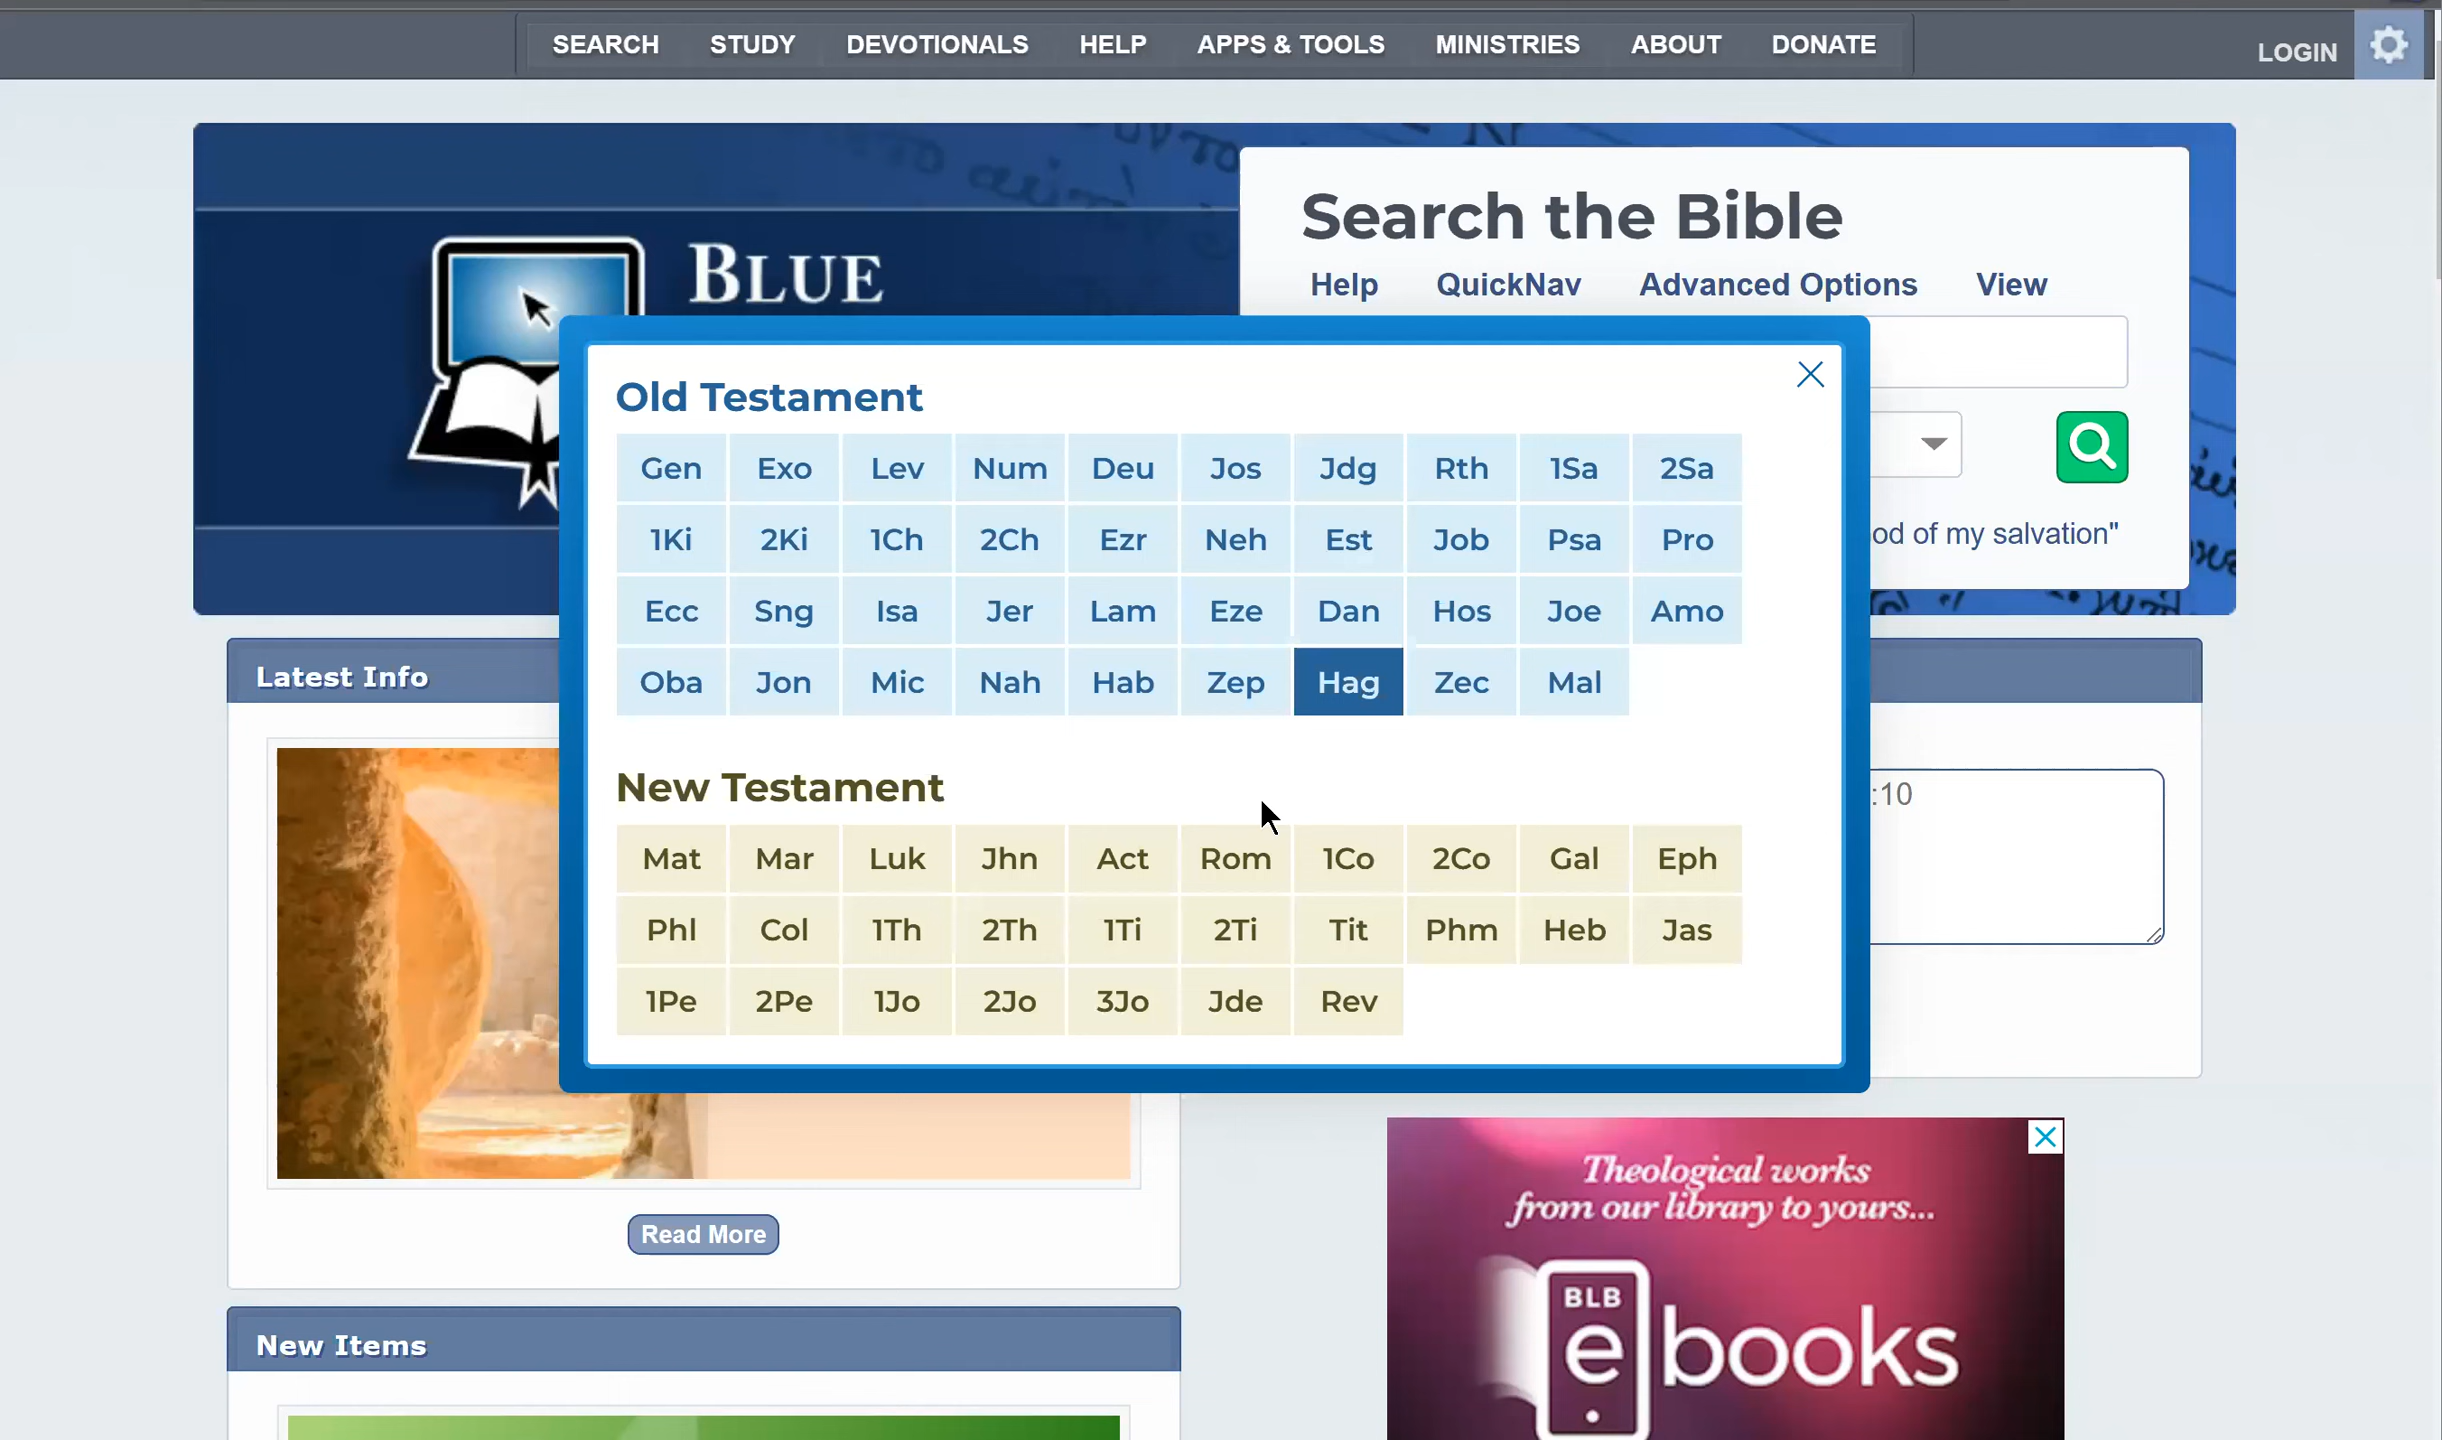 SEARCH STUDY DEVOTIONALS HELP APPS & TOOLS MINISTRIES ABOUT DONATE LOGIN
BLUE
Search the Bible
Help QuickNav Advanced Options View
od of my salvation"
Old Testament
Gen Exo Lev Num Deu Jos Jdg Rth 1Sa 2Sa
1Ki 2Ki 1Ch 2Ch Ezr Neh Est Job Psa Pro
Ecc Sng Isa Jer Lam Eze Dan Hos Joe Amo
Oba Jon Mic Nah Hab Zep Hag Zec Mal
New Testament
Mat Mar Luk Jhn Act Rom 1Co 2Co Gal Eph
Phl Col 1Th 2Th 1Ti 2Ti Tit Phm Heb Jas
1Pe 2Pe 1Jo 2Jo 3Jo Jde Rev
Latest Info
:10
Read More
New Items
Theological works
from our library to yours...
BLB
ebooks